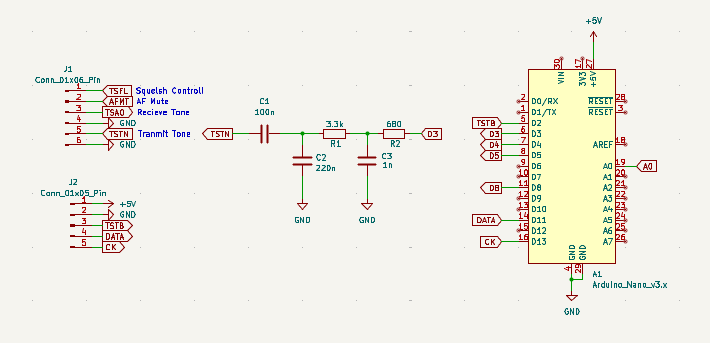 J1
Conn_01x06_Pin
1 TSFL Squelsh Controll
2 AFMT AF Mute
3 TSAO Recieve Tone
4 GND
5 TSTN Tranmit Tone
6 GND
J2
Conn_01x05_Pin
1 +5V
2 GND
3 TSTB
4 DATA
5 CK
TSTN
C1
100n
C2
220n
GND
3.3k
R1
C3
1n
GND
680
R2
D3
+5V
30 17 27
VIN 3V3 +5V
2 D0/RX
1 D1/TX
TSTB 5 D2
D3 6 D3
D4 7 D4
D5 8 D5
9 D6
10 D7
D8 11 D8
12 D9
13 D10
DATA 14 D11
15 D12
CK 16 D13
RESET 28
RESET 3
AREF 18
A0 19 A0
A1 20
A2 21
A3 22
A4 23
A5 24
A6 25
A7 26
GND GND
4 29
A1
Arduino_Nano_v3.x
GND